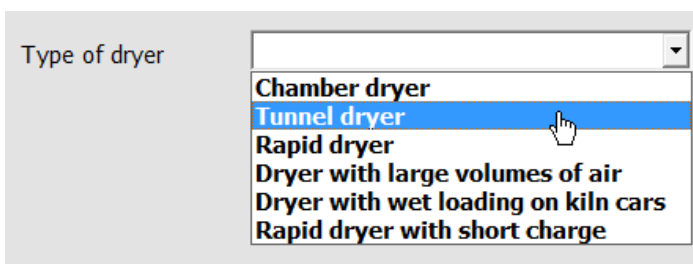 Type of dryer
Chamber dryer
Tunnel dryer
Rapid dryer
Dryer with large volumes of air
Dryer with wet loading on kiln cars
Rapid dryer with short charge